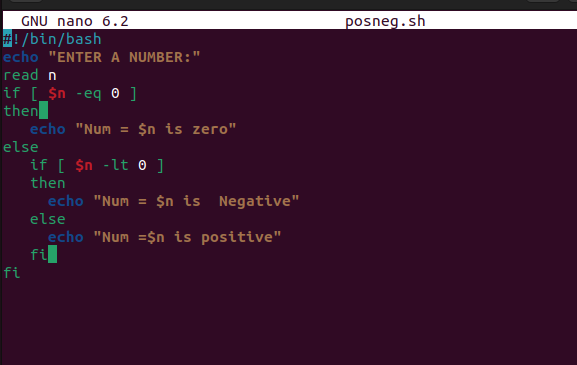 GNU nano 6.2 posneg.sh
#!/bin/bash
echo "ENTER A NUMBER:"
read n
if [ $n -eq 0 ]
then
   echo "Num = $n is zero"
else
   if [ $n -lt 0 ]
   then
     echo "Num = $n is  Negative"
   else
     echo "Num =$n is positive"
   fi
fi